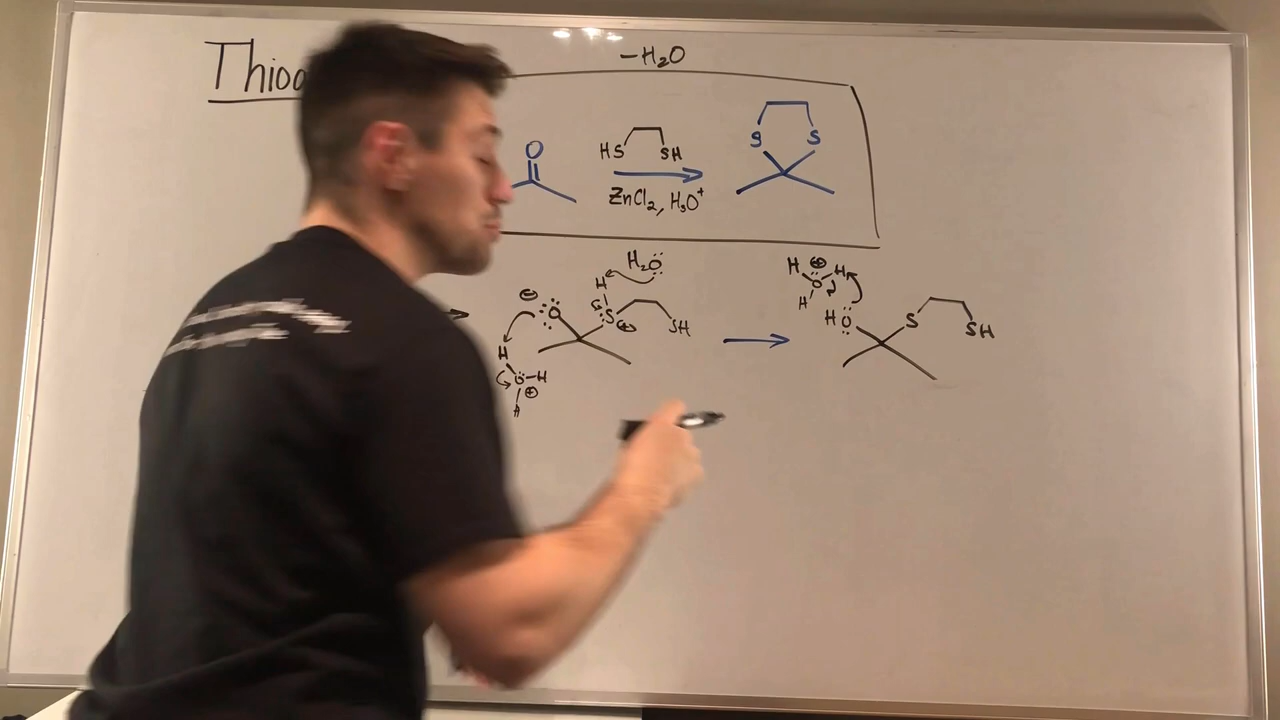 Thioa
−H₂O
O
HS SH
ZnCl₂, H₃O⁺
S S
⊖ O H H₂O
S ⊕ SH
H
O–H
⊕
H
H ⊕ H
O
H
HO S SH